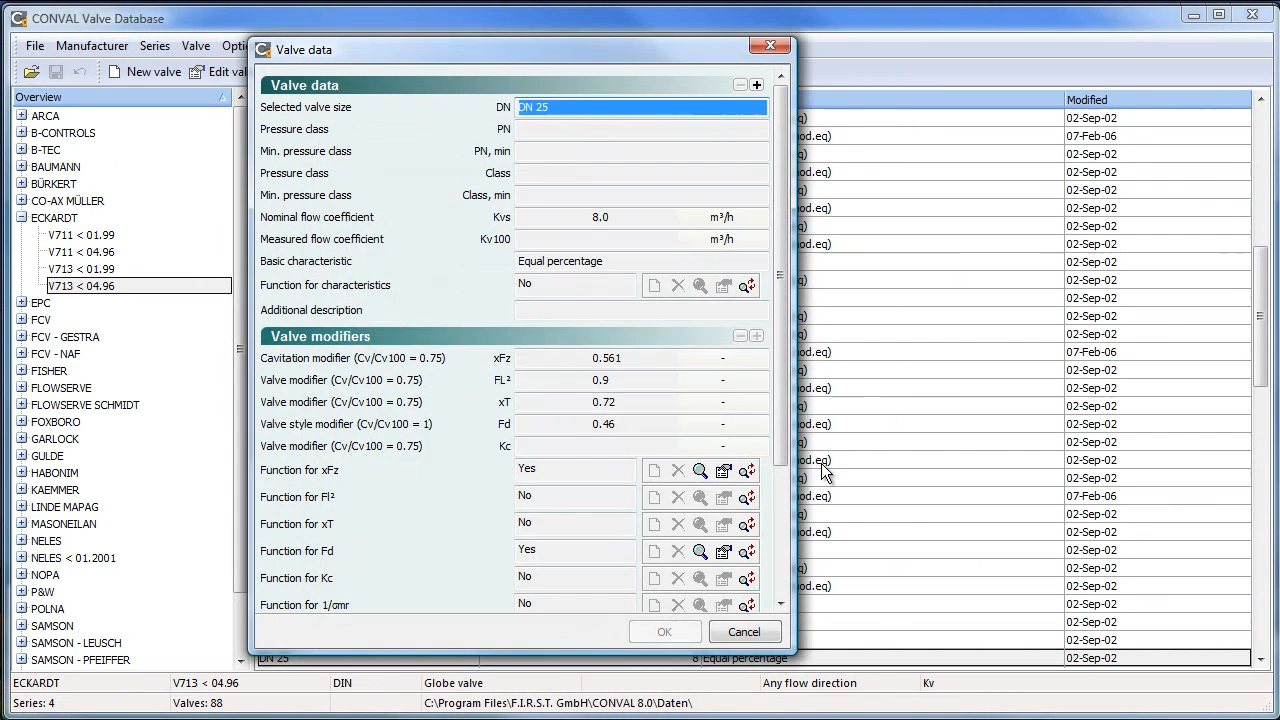 CONVAL Valve Database
File Manufacturer Series Valve
New valve
Overview
ARCA
B-CONTROLS
B-TEC
BAUMANN
BÜRKERT
CO-AX MÜLLER
ECKARDT
V711 < 01.99
V711 < 04.96
V713 < 01.99
V713 < 04.96
EPC
FCV
FCV - GESTRA
FCV - NAF
FISHER
FLOWSERVE
FLOWSERVE SCHMIDT
FOXBORO
GARLOCK
GULDE
HABONIM
KAEMMER
LINDE MAPAG
MASONEILAN
NELES
NELES < 01.2001
NOPA
P&W
POLNA
SAMSON
SAMSON - LEUSCH
SAMSON - PFEIFFER
Valve data
Valve data
Selected valve size DN DN 25
Pressure class PN
Min. pressure class PN, min
Pressure class Class
Min. pressure class Class, min
Nominal flow coefficient Kvs 8.0 m³/h
Measured flow coefficient Kv100 m³/h
Basic characteristic Equal percentage
Function for characteristics No
Additional description
Valve modifiers
Cavitation modifier (Cv/Cv100 = 0.75) xFz 0.561 -
Valve modifier (Cv/Cv100 = 0.75) FL² 0.9 -
Valve modifier (Cv/Cv100 = 0.75) xT 0.72 -
Valve style modifier (Cv/Cv100 = 1) Fd 0.46 -
Valve modifier (Cv/Cv100 = 0.75) Kc -
Function for xFz Yes
Function for Fl² No
Function for xT No
Function for Fd Yes
Function for Kc No
Function for 1/σmr No
OK Cancel
Modified
02-Sep-02
07-Feb-06
02-Sep-02
02-Sep-02
02-Sep-02
02-Sep-02
02-Sep-02
02-Sep-02
02-Sep-02
02-Sep-02
02-Sep-02
02-Sep-02
02-Sep-02
07-Feb-06
02-Sep-02
02-Sep-02
02-Sep-02
02-Sep-02
02-Sep-02
02-Sep-02
02-Sep-02
07-Feb-06
02-Sep-02
02-Sep-02
02-Sep-02
02-Sep-02
02-Sep-02
02-Sep-02
02-Sep-02
02-Sep-02
DN 25 8 Equal percentage 02-Sep-02
ECKARDT V713 < 04.96 DIN Globe valve Any flow direction Kv
Series: 4 Valves: 88 C:\Program Files\F.I.R.S.T. GmbH\CONVAL 8.0\Daten\